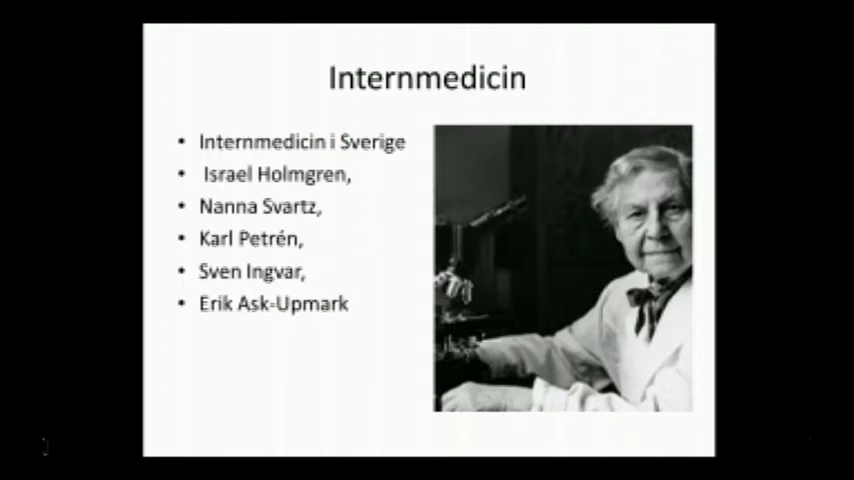 Internmedicin
• Internmedicin i Sverige
• Israel Holmgren,
• Nanna Svartz,
• Karl Petrén,
• Sven Ingvar,
• Erik Ask-Upmark